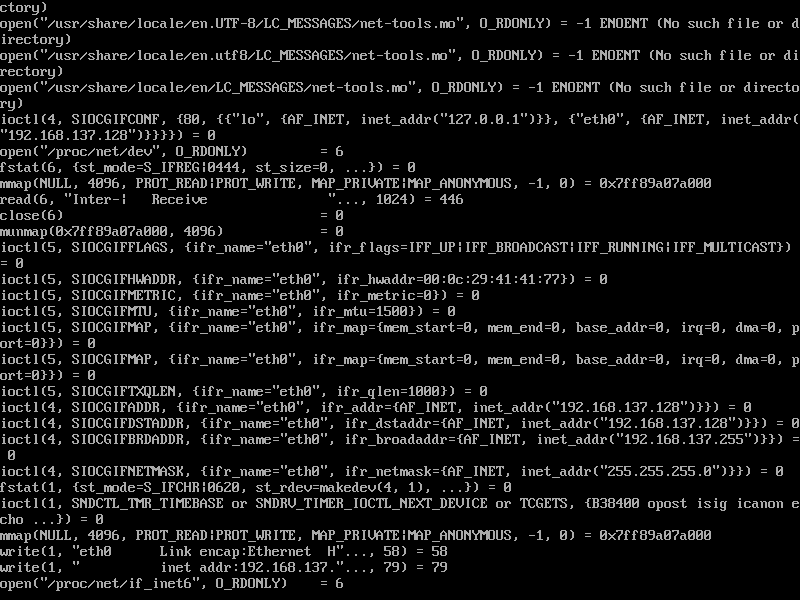 ctory)
open("/usr/share/locale/en.UTF-8/LC_MESSAGES/net-tools.mo", O_RDONLY) = -1 ENOENT (No such file or d
irectory)
open("/usr/share/locale/en.utf8/LC_MESSAGES/net-tools.mo", O_RDONLY) = -1 ENOENT (No such file or di
rectory)
open("/usr/share/locale/en/LC_MESSAGES/net-tools.mo", O_RDONLY) = -1 ENOENT (No such file or directo
ry)
ioctl(4, SIOCGIFCONF, {80, {{"lo", {AF_INET, inet_addr("127.0.0.1")}}, {"eth0", {AF_INET, inet_addr(
"192.168.137.128")}}}}) = 0
open("/proc/net/dev", O_RDONLY)         = 6
fstat(6, {st_mode=S_IFREG|0444, st_size=0, ...}) = 0
mmap(NULL, 4096, PROT_READ|PROT_WRITE, MAP_PRIVATE|MAP_ANONYMOUS, -1, 0) = 0x7ff89a07a000
read(6, "Inter-|   Receive               "..., 1024) = 446
close(6)                                = 0
munmap(0x7ff89a07a000, 4096)            = 0
ioctl(5, SIOCGIFFLAGS, {ifr_name="eth0", ifr_flags=IFF_UP|IFF_BROADCAST|IFF_RUNNING|IFF_MULTICAST})
= 0
ioctl(5, SIOCGIFHWADDR, {ifr_name="eth0", ifr_hwaddr=00:0c:29:41:41:77}) = 0
ioctl(5, SIOCGIFMETRIC, {ifr_name="eth0", ifr_metric=0}) = 0
ioctl(5, SIOCGIFMTU, {ifr_name="eth0", ifr_mtu=1500}) = 0
ioctl(5, SIOCGIFMAP, {ifr_name="eth0", ifr_map={mem_start=0, mem_end=0, base_addr=0, irq=0, dma=0, p
ort=0}}) = 0
ioctl(5, SIOCGIFMAP, {ifr_name="eth0", ifr_map={mem_start=0, mem_end=0, base_addr=0, irq=0, dma=0, p
ort=0}}) = 0
ioctl(5, SIOCGIFTXQLEN, {ifr_name="eth0", ifr_qlen=1000}) = 0
ioctl(4, SIOCGIFADDR, {ifr_name="eth0", ifr_addr={AF_INET, inet_addr("192.168.137.128")}}) = 0
ioctl(4, SIOCGIFDSTADDR, {ifr_name="eth0", ifr_dstaddr={AF_INET, inet_addr("192.168.137.128")}}) = 0
ioctl(4, SIOCGIFBRDADDR, {ifr_name="eth0", ifr_broadaddr={AF_INET, inet_addr("192.168.137.255")}}) =
 0
ioctl(4, SIOCGIFNETMASK, {ifr_name="eth0", ifr_netmask={AF_INET, inet_addr("255.255.255.0")}}) = 0
fstat(1, {st_mode=S_IFCHR|0620, st_rdev=makedev(4, 1), ...}) = 0
ioctl(1, SNDCTL_TMR_TIMEBASE or SNDRV_TIMER_IOCTL_NEXT_DEVICE or TCGETS, {B38400 opost isig icanon e
cho ...}) = 0
mmap(NULL, 4096, PROT_READ|PROT_WRITE, MAP_PRIVATE|MAP_ANONYMOUS, -1, 0) = 0x7ff89a07a000
write(1, "eth0      Link encap:Ethernet  H"..., 58) = 58
write(1, "          inet addr:192.168.137."..., 79) = 79
open("/proc/net/if_inet6", O_RDONLY)    = 6